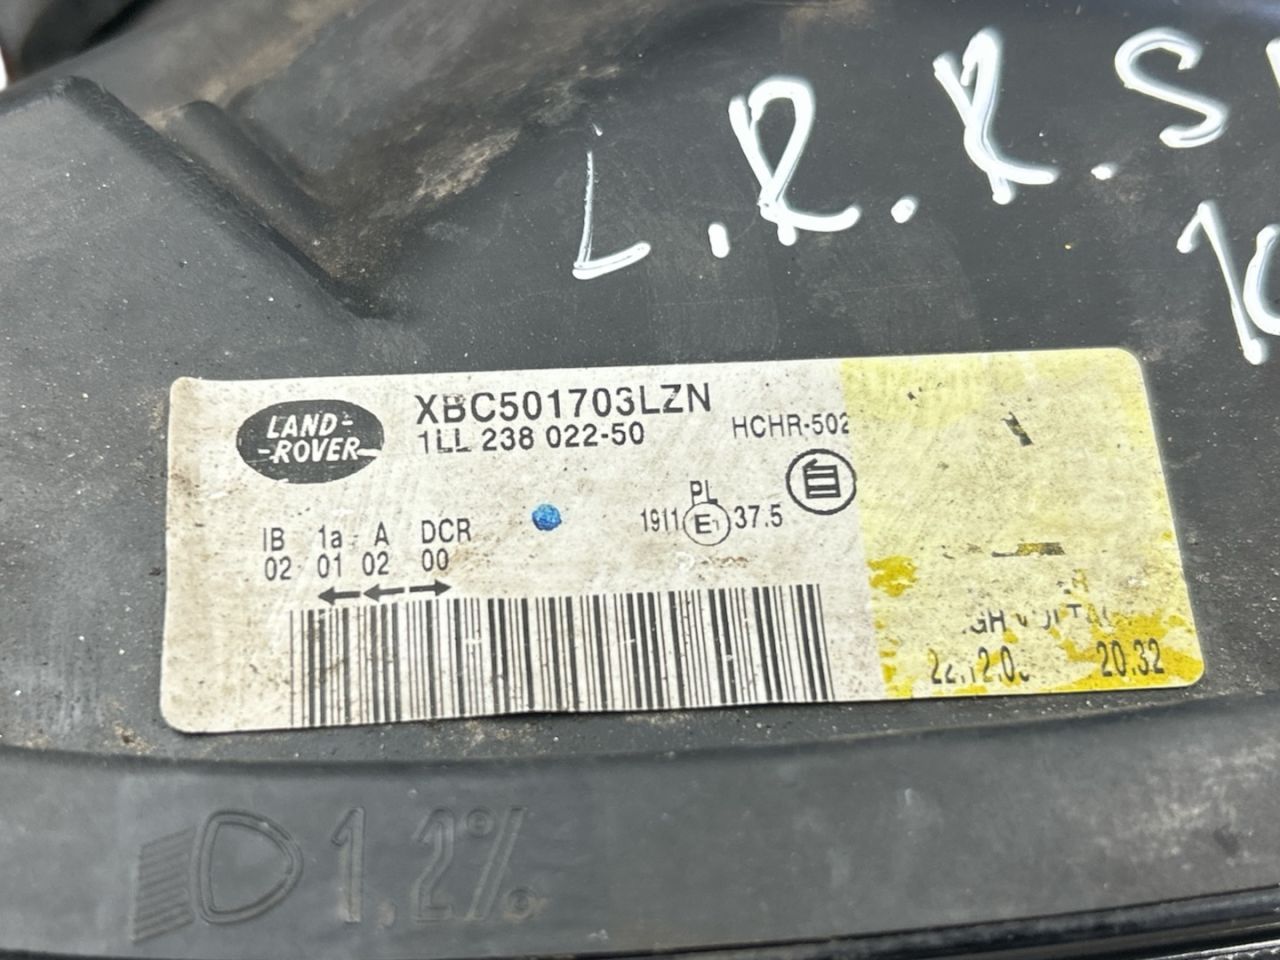 L.R.R.S
LAND-
-ROVER-
XBC501703LZN
1LL 238 022-50
HCHR-502
PL
1911 E1 37.5
IB 1a A DCR
02 01 02 00
20:32
1,2%